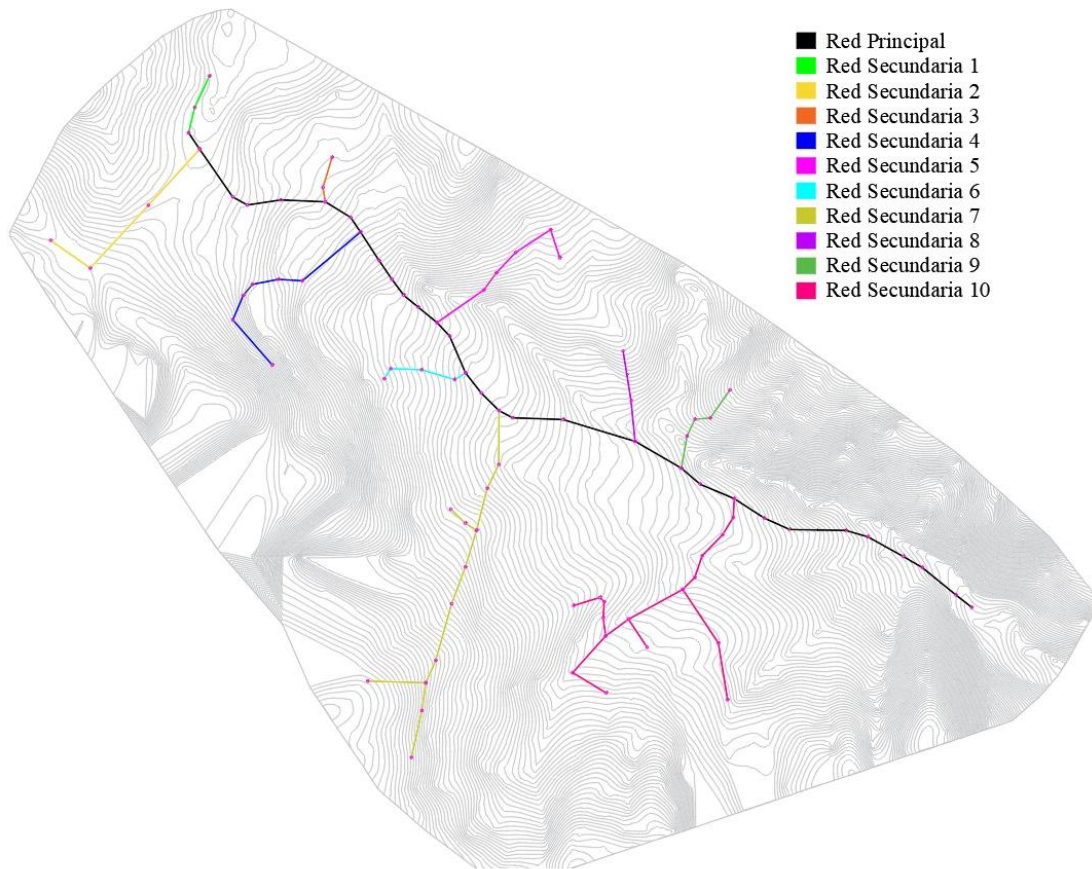 Red Principal
Red Secundaria 1
Red Secundaria 2
Red Secundaria 3
Red Secundaria 4
Red Secundaria 5
Red Secundaria 6
Red Secundaria 7
Red Secundaria 8
Red Secundaria 9
Red Secundaria 10